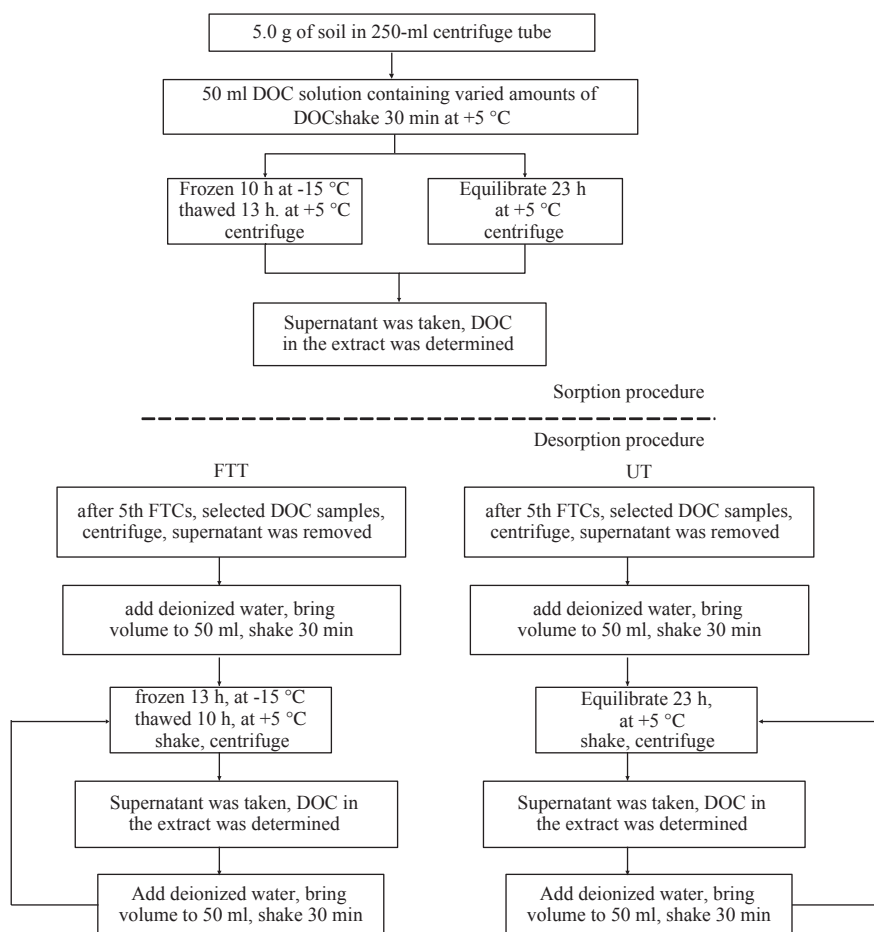 5.0 g of soil in 250-ml centrifuge tube
50 ml DOC solution containing varied amounts of
DOCshake 30 min at +5 °C
Frozen 10 h at -15 °C
thawed 13 h. at +5 °C
centrifuge
Equilibrate 23 h
at +5 °C
centrifuge
Supernatant was taken, DOC
in the extract was determined
Sorption procedure
Desorption procedure
FTT
after 5th FTCs, selected DOC samples,
centrifuge, supernatant was removed
add deionized water, bring
volume to 50 ml, shake 30 min
frozen 13 h, at -15 °C
thawed 10 h, at +5 °C
shake, centrifuge
Supernatant was taken, DOC in
the extract was determined
Add deionized water, bring
volume to 50 ml, shake 30 min
UT
after 5th FTCs, selected DOC samples,
centrifuge, supernatant was removed
add deionized water, bring
volume to 50 ml, shake 30 min
Equilibrate 23 h,
at +5 °C
shake, centrifuge
Supernatant was taken, DOC in
the extract was determined
Add deionized water, bring
volume to 50 ml, shake 30 min